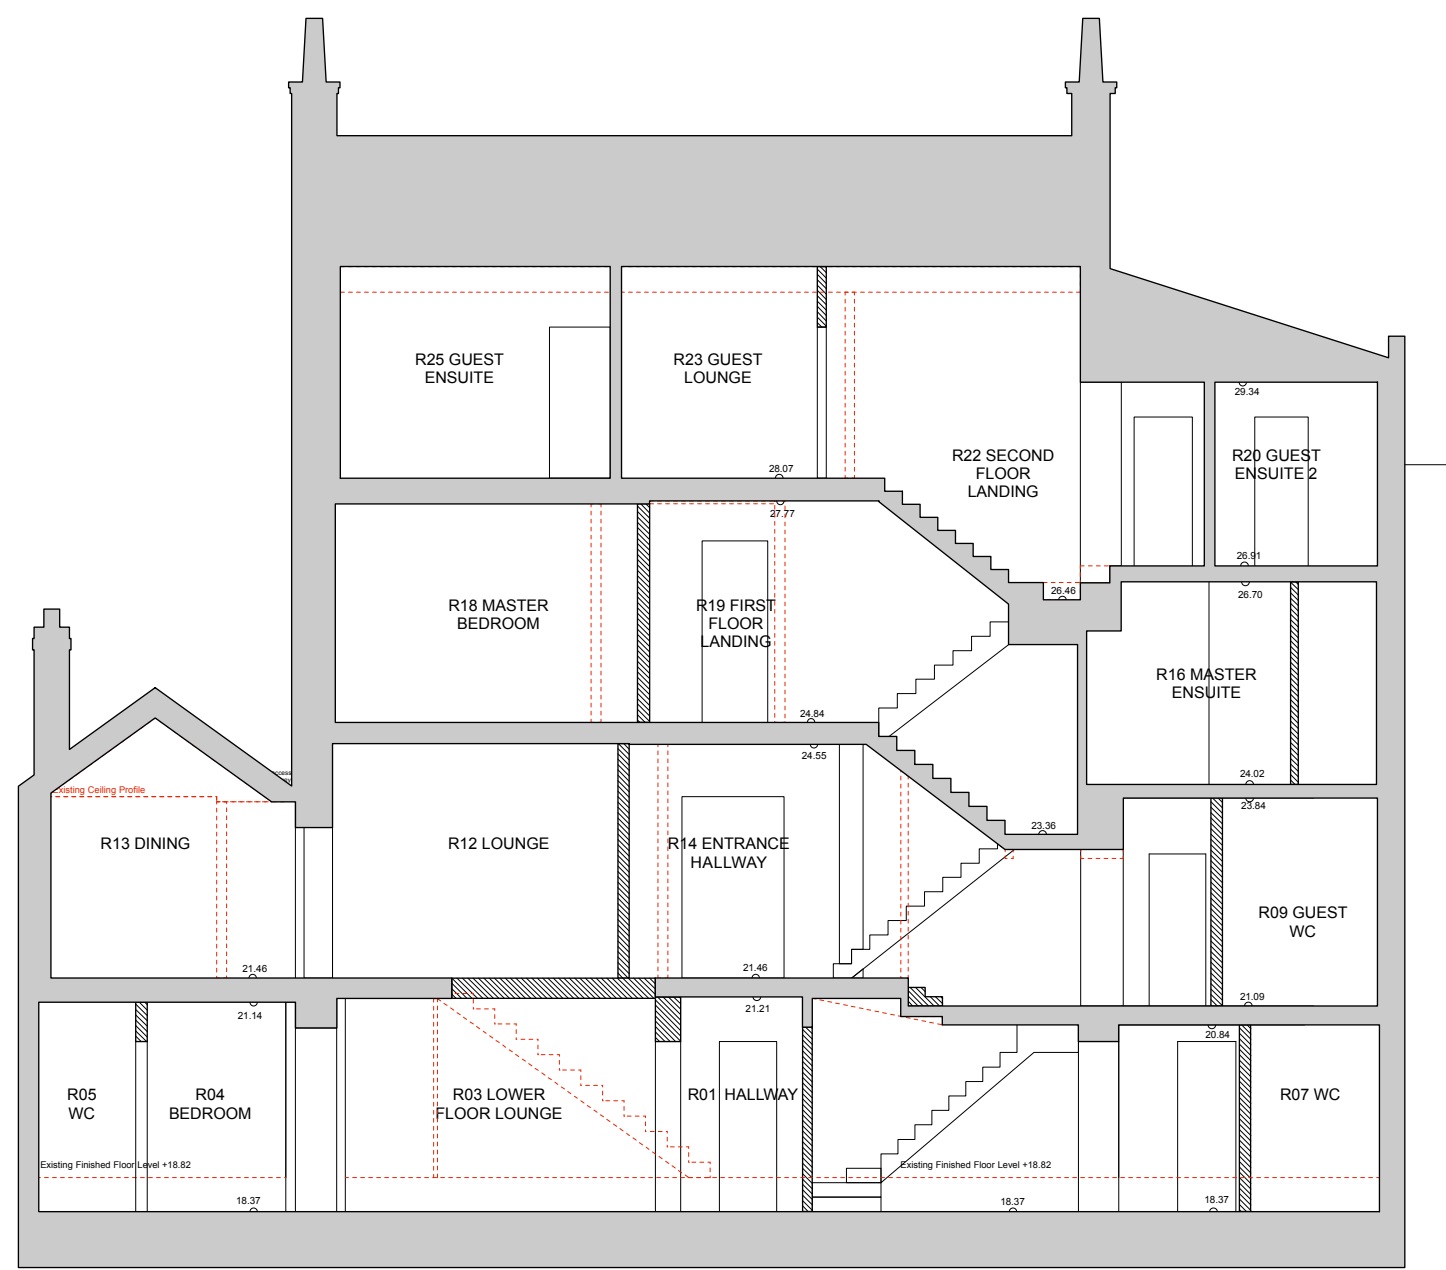 R25 GUEST
ENSUITE
R23 GUEST
LOUNGE
29.34
R22 SECOND
FLOOR
LANDING
R20 GUEST
ENSUITE 2
28.07
27.77
26.91
26.46
26.70
R18 MASTER
BEDROOM
R19 FIRST
FLOOR
LANDING
R16 MASTER
ENSUITE
24.84
24.55
24.02
23.84
Existing Ceiling Profile
23.36
R13 DINING
R12 LOUNGE
R14 ENTRANCE
HALLWAY
R09 GUEST
WC
21.46
21.46
21.14
21.21
21.09
20.84
R05
WC
R04
BEDROOM
R03 LOWER
FLOOR LOUNGE
R01 HALLWAY
R07 WC
Existing Finished Floor Level +18.82
Existing Finished Floor Level +18.82
18.37
18.37
18.37